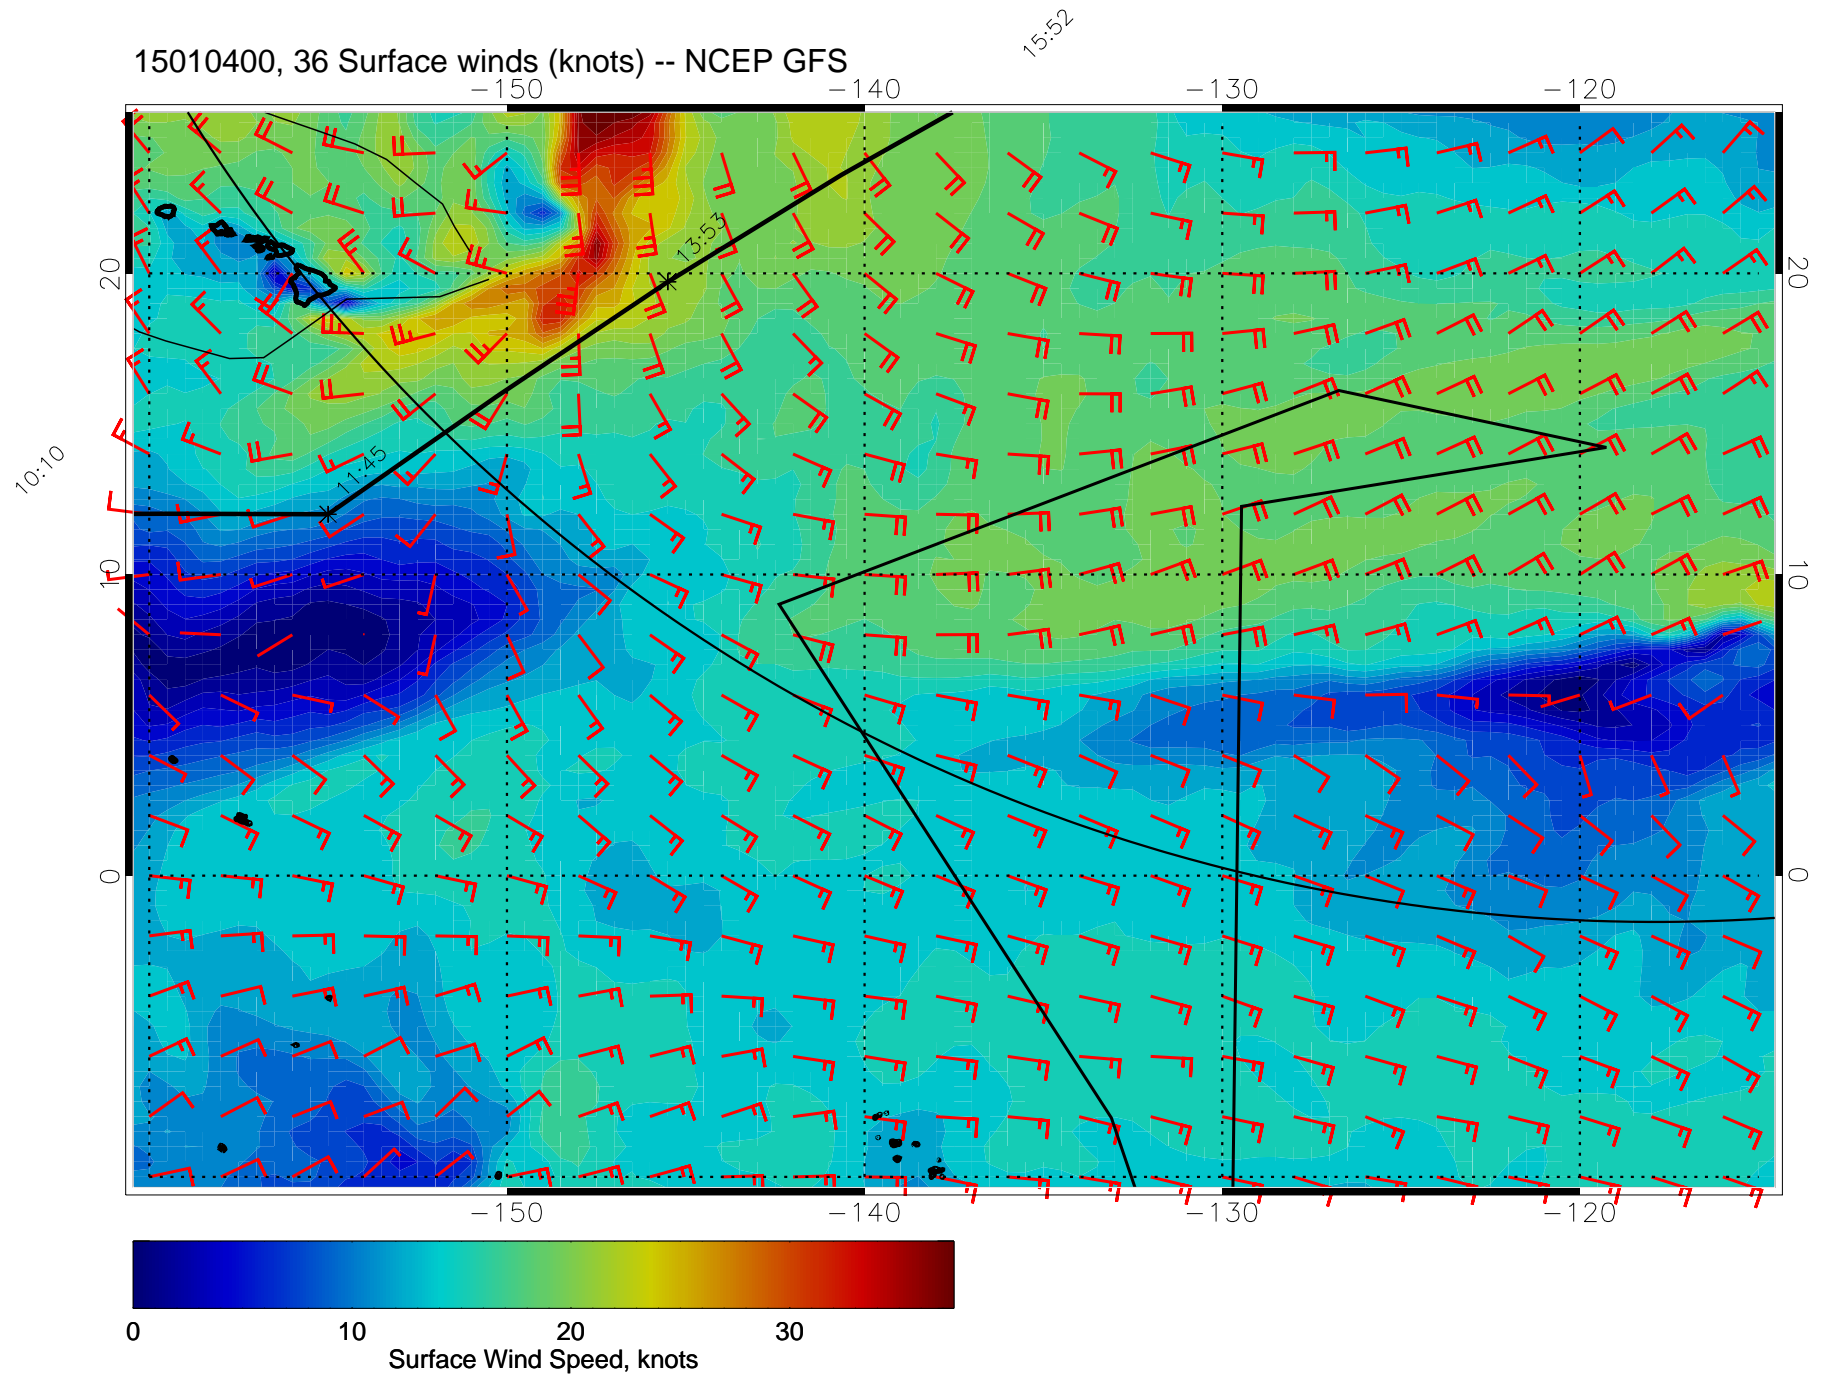 15:52
15010400, 36 Surface winds (knots) -- NCEP GFS
-150 -140 -130 -120
13:53
20 20
11:45
10:10
10 10
0 0
-150 -140 -130 -120
0 10 20 30
Surface Wind Speed, knots